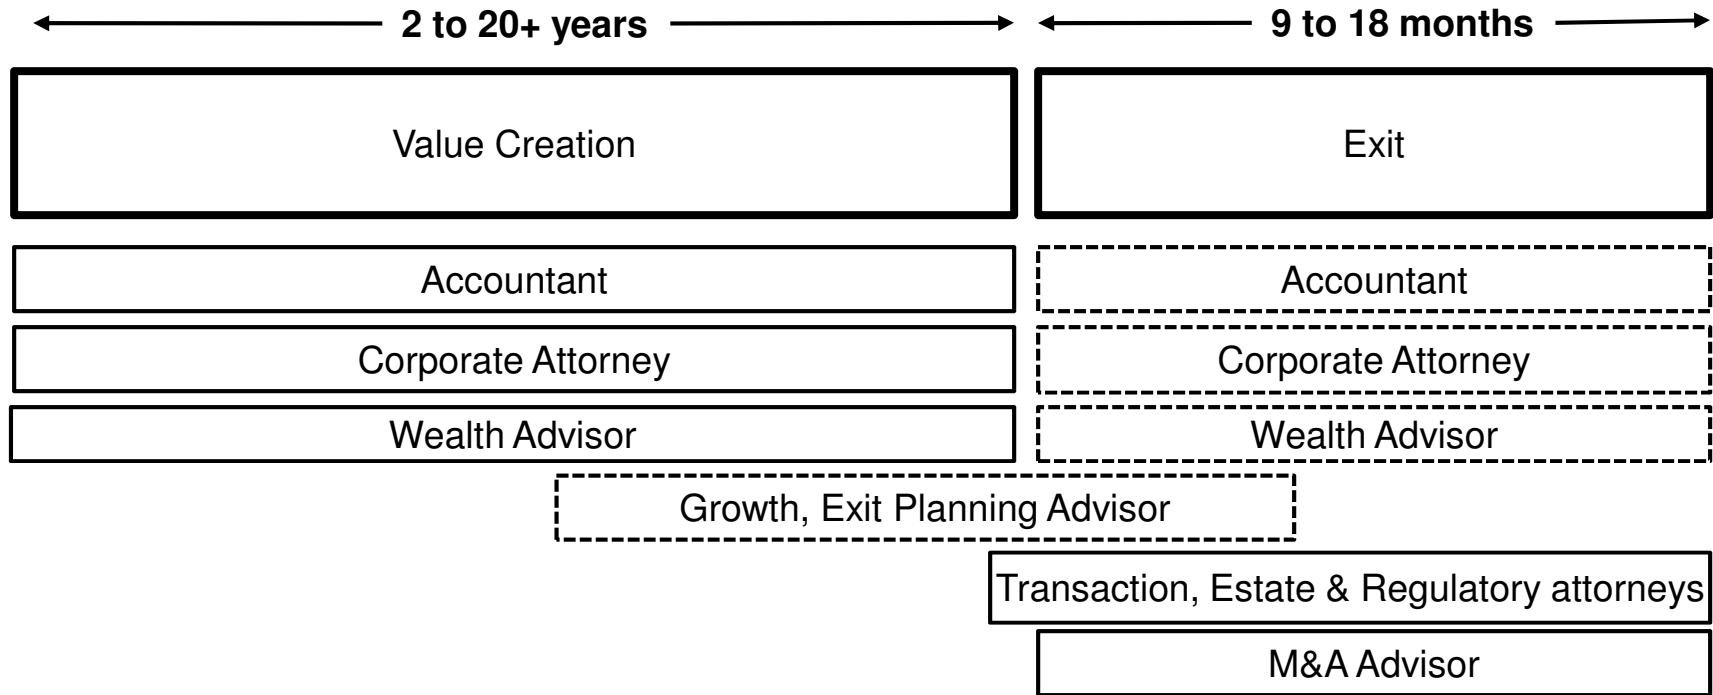 2 to 20+ years
9 to 18 months
Value Creation
Exit
Accountant
Accountant
Corporate Attorney
Corporate Attorney
Wealth Advisor
Wealth Advisor
Growth, Exit Planning Advisor
Transaction, Estate & Regulatory attorneys
M&A Advisor